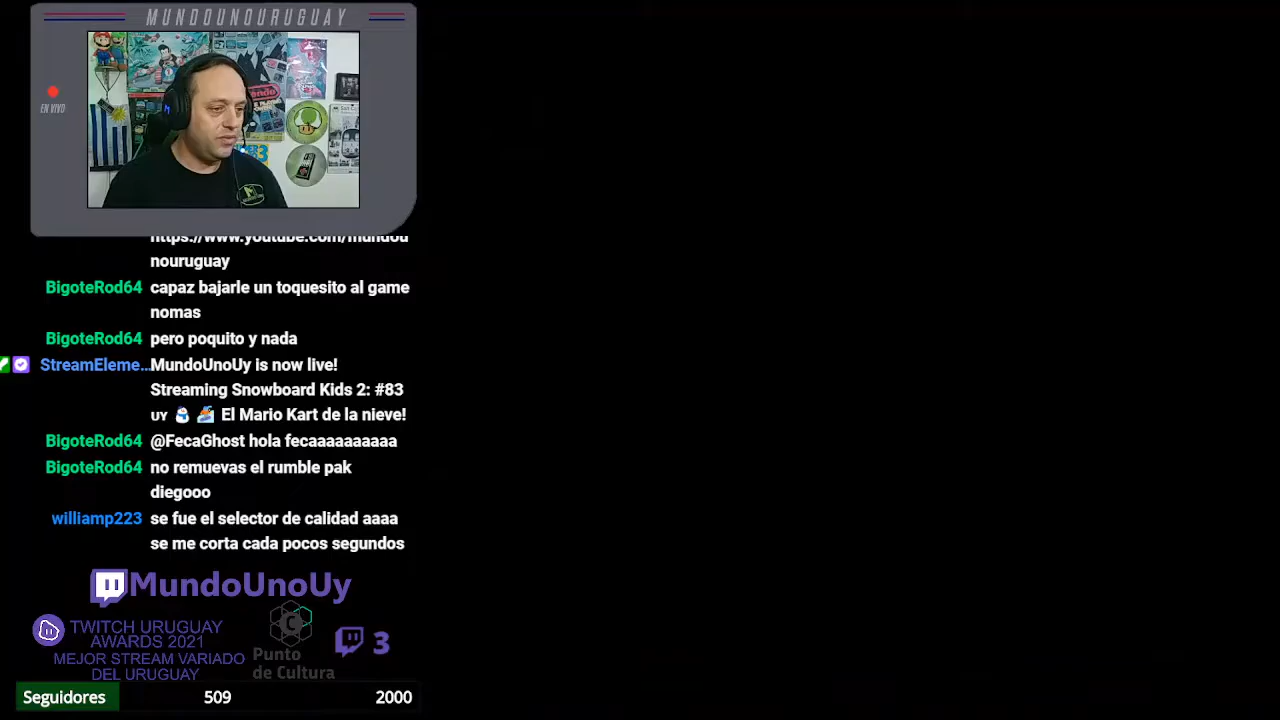 MUNDOUNOURUGUAY
EN VIVO
https://www.youtube.com/mundou
nouruguay
BigoteRod64 capaz bajarle un toquesito al game
nomas
BigoteRod64 pero poquito y nada
StreamEleme... MundoUnoUy is now live!
Streaming Snowboard Kids 2: #83
UY ⛄ 🏂 El Mario Kart de la nieve!
BigoteRod64 @FecaGhost hola fecaaaaaaaaaa
BigoteRod64 no remuevas el rumble pak
diegooo
williamp223 se fue el selector de calidad aaaa
se me corta cada pocos segundos
MundoUnoUy
TWITCH URUGUAY
AWARDS 2021
MEJOR STREAM VARIADO
DEL URUGUAY
C
Punto
de Cultura
3
Seguidores 509 2000